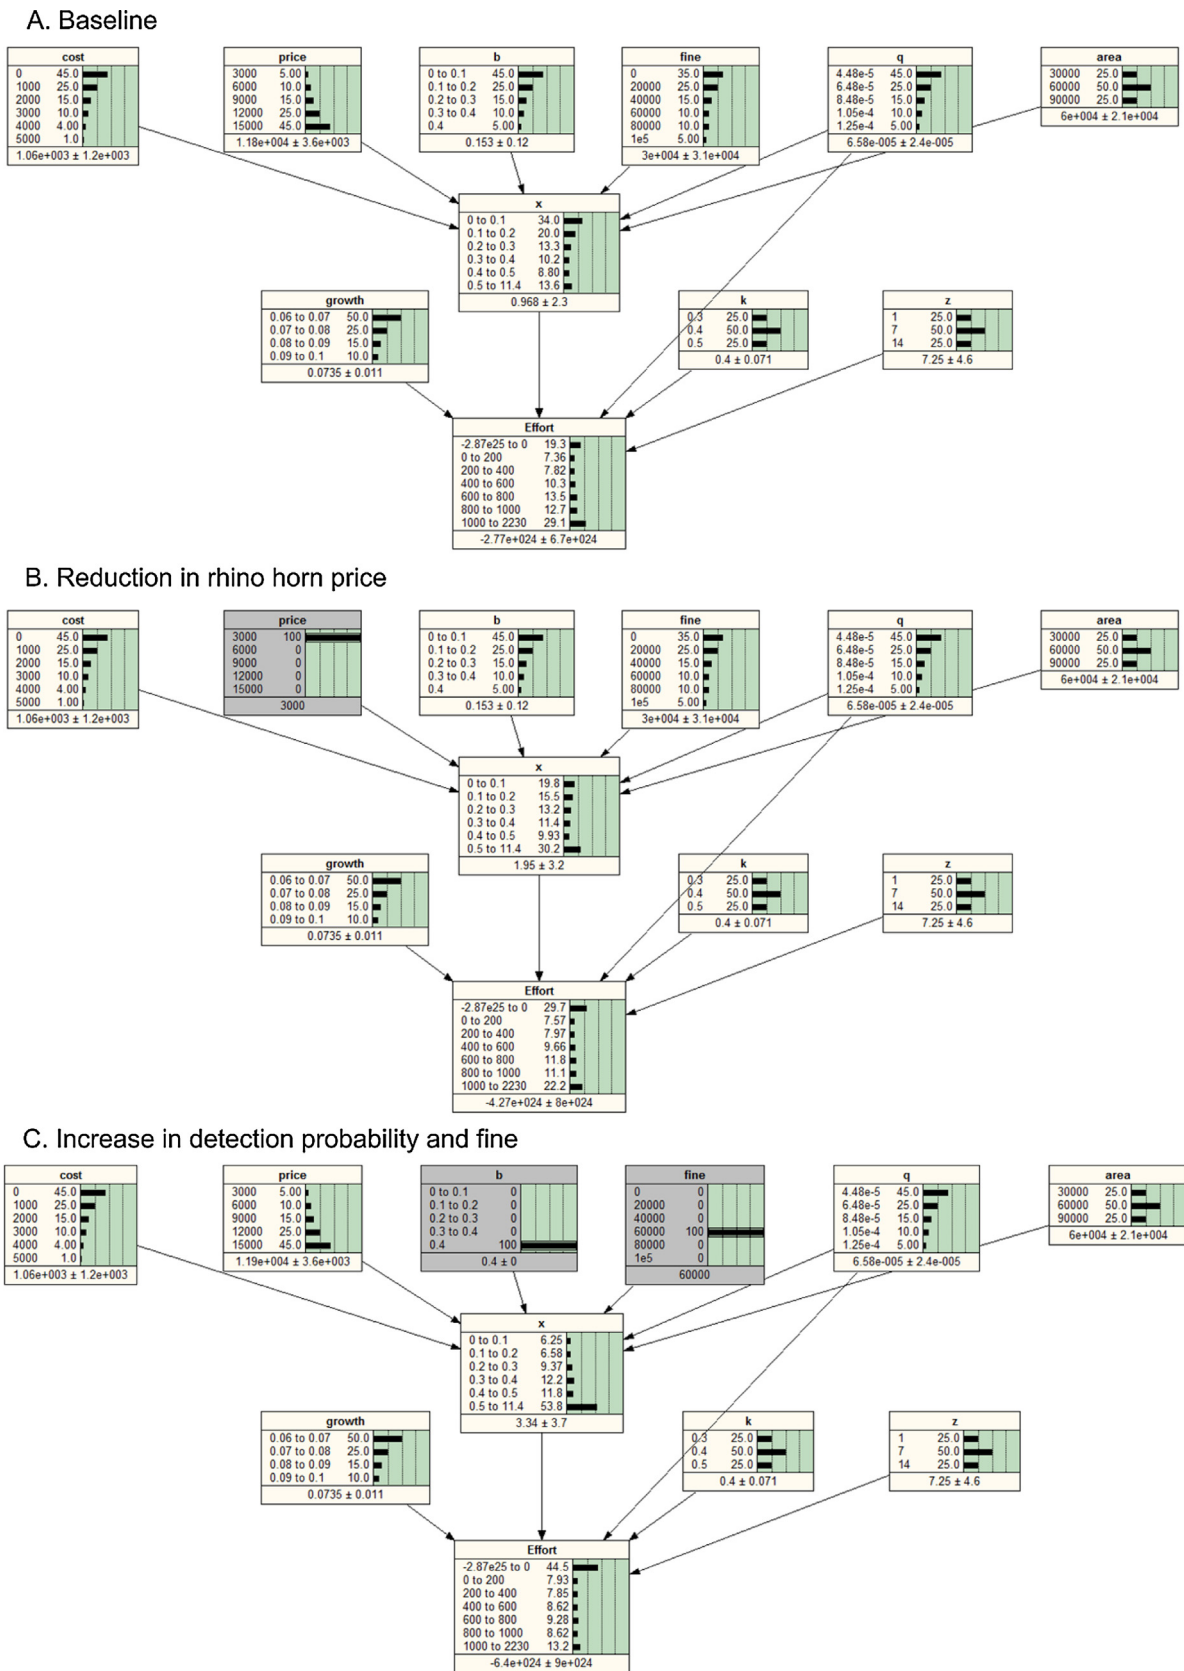 A. Baseline
cost
0 45.0
1000 25.0
2000 15.0
3000 10.0
4000 4.00
5000 1.0
1.06e+003 ± 1.2e+003
price
3000 5.00
6000 10.0
9000 15.0
12000 25.0
15000 45.0
1.18e+004 ± 3.6e+003
b
0 to 0.1 45.0
0.1 to 0.2 25.0
0.2 to 0.3 15.0
0.3 to 0.4 10.0
0.4 5.00
0.153 ± 0.12
fine
0 35.0
20000 25.0
40000 15.0
60000 10.0
80000 10.0
1e5 5.00
3e+004 ± 3.1e+004
q
4.48e-5 45.0
6.48e-5 25.0
8.48e-5 15.0
1.05e-4 10.0
1.25e-4 5.00
6.58e-005 ± 2.4e-005
area
30000 25.0
60000 50.0
90000 25.0
6e+004 ± 2.1e+004
x
0 to 0.1 34.0
0.1 to 0.2 20.0
0.2 to 0.3 13.3
0.3 to 0.4 10.2
0.4 to 0.5 8.80
0.5 to 11.4 13.6
0.968 ± 2.3
growth
0.06 to 0.07 50.0
0.07 to 0.08 25.0
0.08 to 0.09 15.0
0.09 to 0.1 10.0
0.0735 ± 0.011
k
0.3 25.0
0.4 50.0
0.5 25.0
0.4 ± 0.071
z
1 25.0
7 50.0
14 25.0
7.25 ± 4.6
Effort
-2.87e25 to 0 19.3
0 to 200 7.36
200 to 400 7.82
400 to 600 10.3
600 to 800 13.5
800 to 1000 12.7
1000 to 2230 29.1
-2.77e+024 ± 6.7e+024
B. Reduction in rhino horn price
cost
0 45.0
1000 25.0
2000 15.0
3000 10.0
4000 4.00
5000 1.00
1.06e+003 ± 1.2e+003
price
3000 100
6000 0
9000 0
12000 0
15000 0
3000
b
0 to 0.1 45.0
0.1 to 0.2 25.0
0.2 to 0.3 15.0
0.3 to 0.4 10.0
0.4 5.00
0.153 ± 0.12
fine
0 35.0
20000 25.0
40000 15.0
60000 10.0
80000 10.0
1e5 5.00
3e+004 ± 3.1e+004
q
4.48e-5 45.0
6.48e-5 25.0
8.48e-5 15.0
1.05e-4 10.0
1.25e-4 5.00
6.58e-005 ± 2.4e-005
area
30000 25.0
60000 50.0
90000 25.0
6e+004 ± 2.1e+004
x
0 to 0.1 19.8
0.1 to 0.2 15.5
0.2 to 0.3 13.2
0.3 to 0.4 11.4
0.4 to 0.5 9.93
0.5 to 11.4 30.2
1.95 ± 3.2
growth
0.06 to 0.07 50.0
0.07 to 0.08 25.0
0.08 to 0.09 15.0
0.09 to 0.1 10.0
0.0735 ± 0.011
k
0.3 25.0
0.4 50.0
0.5 25.0
0.4 ± 0.071
z
1 25.0
7 50.0
14 25.0
7.25 ± 4.6
Effort
-2.87e25 to 0 29.7
0 to 200 7.57
200 to 400 7.97
400 to 600 9.66
600 to 800 11.8
800 to 1000 11.1
1000 to 2230 22.2
-4.27e+024 ± 8e+024
C. Increase in detection probability and fine
cost
0 45.0
1000 25.0
2000 15.0
3000 10.0
4000 4.00
5000 1.0
1.06e+003 ± 1.2e+003
price
3000 5.00
6000 10.0
9000 15.0
12000 25.0
15000 45.0
1.19e+004 ± 3.6e+003
b
0 to 0.1 0
0.1 to 0.2 0
0.2 to 0.3 0
0.3 to 0.4 0
0.4 100
0.4 ± 0
fine
0 0
20000 0
40000 0
60000 100
80000 0
1e5 0
60000
q
4.48e-5 45.0
6.48e-5 25.0
8.48e-5 15.0
1.05e-4 10.0
1.25e-4 5.00
6.58e-005 ± 2.4e-005
area
30000 25.0
60000 50.0
90000 25.0
6e+004 ± 2.1e+004
x
0 to 0.1 6.25
0.1 to 0.2 6.58
0.2 to 0.3 9.37
0.3 to 0.4 12.2
0.4 to 0.5 11.8
0.5 to 11.4 53.8
3.34 ± 3.7
growth
0.06 to 0.07 50.0
0.07 to 0.08 25.0
0.08 to 0.09 15.0
0.09 to 0.1 10.0
0.0735 ± 0.011
k
0.3 25.0
0.4 50.0
0.5 25.0
0.4 ± 0.071
z
1 25.0
7 50.0
14 25.0
7.25 ± 4.6
Effort
-2.87e25 to 0 44.5
0 to 200 7.93
200 to 400 7.85
400 to 600 8.62
600 to 800 9.28
800 to 1000 8.62
1000 to 2230 13.2
-6.4e+024 ± 9e+024